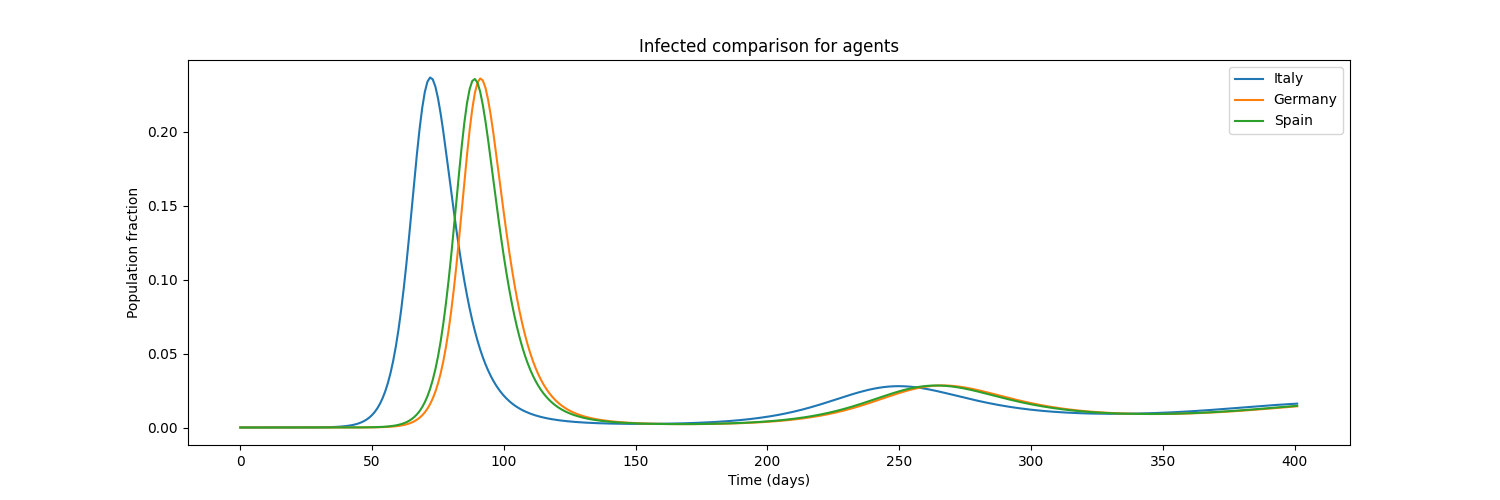 Infected comparison for agents
Italy
Germany
Spain
Population fraction
0.20
0.15
0.10
0.05
0.00
0 50 100 150 200 250 300 350 400
Time (days)